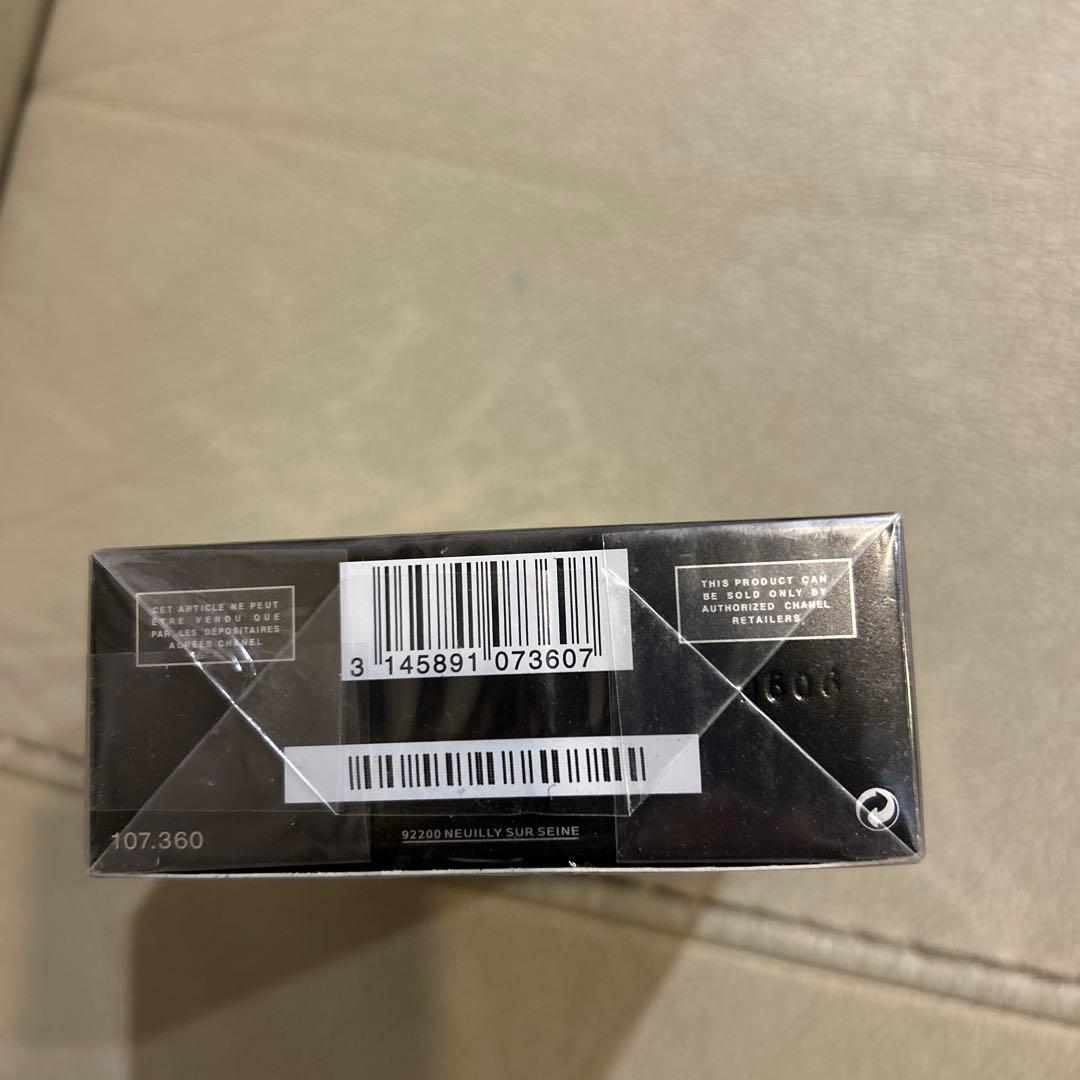 CET ARTICLE NE PEUT
ÊTRE VENDU QUE
PAR LES DÉPOSITAIRES
AGRÉÉS CHANEL
3 145891 073607
THIS PRODUCT CAN
BE SOLD ONLY BY
AUTHORIZED CHANEL
RETAILERS
107.360
92200 NEUILLY SUR SEINE